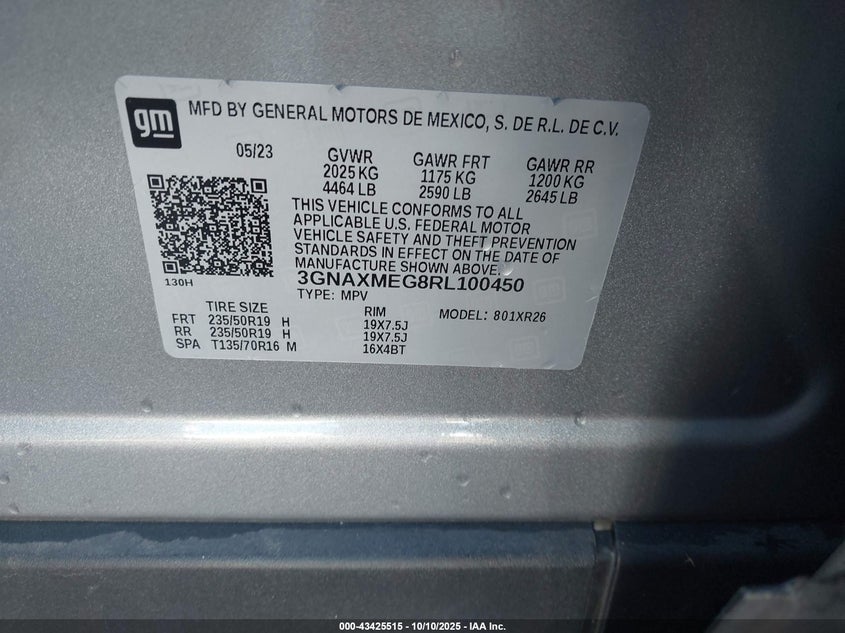 gm
MFD BY GENERAL MOTORS DE MEXICO, S. DE R.L. DE C.V.
05/23 GVWR GAWR FRT GAWR RR
2025 KG 1175 KG 1200 KG
4464 LB 2590 LB 2645 LB
THIS VEHICLE CONFORMS TO ALL
APPLICABLE U.S. FEDERAL MOTOR
VEHICLE SAFETY AND THEFT PREVENTION
STANDARDS IN EFFECT ON THE DATE OF
MANUFACTURE SHOWN ABOVE.
130H
3GNAXMEG8RL100450
TYPE: MPV
TIRE SIZE RIM MODEL: 801XR26
FRT 235/50R19 H 19X7.5J
RR 235/50R19 H 19X7.5J
SPA T135/70R16 M 16X4BT
000-43425515 - 10/10/2025 - IAA Inc.